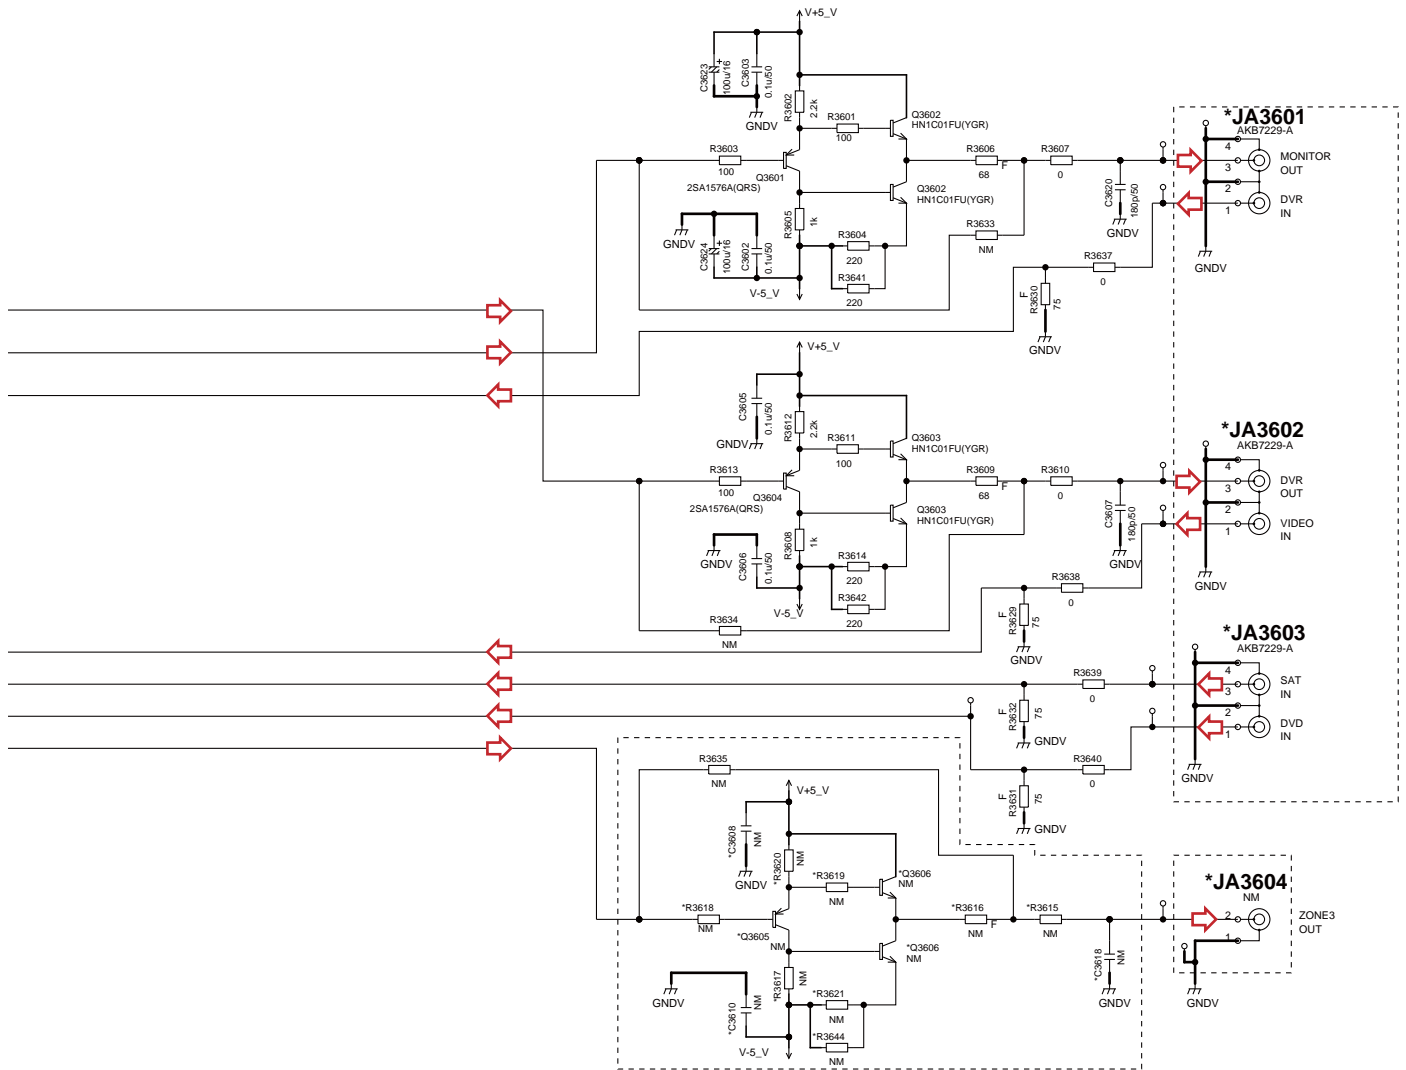 V+5_V
C3623
100u/16
C3603
0.1u/50
GNDV
R3602
2.2k
R3601
100
Q3602
HN1C01FU(YGR)
R3603
100
Q3601
2SA1576A(QRS)
Q3602
HN1C01FU(YGR)
R3605
1k
GNDV
C3624
100u/16
C3602
0.1u/50
V-5_V
R3604
220
R3641
220
R3606
68
F
R3607
0
R3633
NM
C3620
180p/50
GNDV
R3637
0
F
R3630
75
GNDV
*JA3601
AKB7229-A
4
3
2
1
MONITOR
OUT
DVR
IN
GNDV
V+5_V
C3605
0.1u/50
GNDV
R3612
2.2k
R3611
100
Q3603
HN1C01FU(YGR)
R3613
100
Q3604
2SA1576A(QRS)
Q3603
HN1C01FU(YGR)
R3608
1k
GNDV
C3606
0.1u/50
V-5_V
R3614
220
R3642
220
R3634
NM
R3609
68
F
R3610
0
C3607
180p/50
GNDV
R3638
0
F
R3629
75
GNDV
*JA3602
AKB7229-A
4
3
2
1
DVR
OUT
VIDEO
IN
GNDV
*JA3603
AKB7229-A
4
3
2
1
SAT
IN
DVD
IN
GNDV
R3639
0
F
R3632
75
GNDV
R3640
0
F
R3631
75
GNDV
R3635
NM
V+5_V
*C3608
NM
GNDV
*R3620
NM
*R3619
NM
*Q3606
NM
*R3618
NM
*Q3605
NM
*Q3606
NM
*R3617
NM
GNDV
*C3610
NM
V-5_V
*R3621
NM
*R3644
NM
*R3616
NM
F
*R3615
NM
*C3618
NM
GNDV
*JA3604
NM
2
1
ZONE3
OUT
GNDV